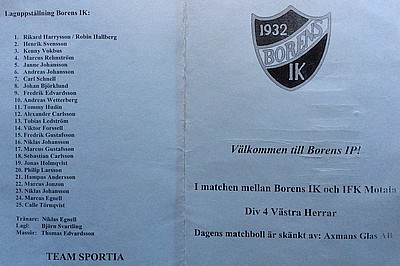 Laguppställning Borens IK:
1. Rikard Harrysson / Robin Hallberg
2. Henrik Svensson
3. Kenny Vokbus
4. Marcus Rehnström
5. Janne Johansson
6. Andreas Johansson
7. Carl Schnell
8. Johan Björklund
9. Fredrik Edvardsson
10. Andreas Wetterberg
11. Tommy Hudin
12. Alexander Carlsson
13. Tobias Ledström
14. Viktor Forssell
15. Fredrik Gustafsson
16. Niklas Johansson
17. Marcus Gustafsson
18. Sebastian Carlsson
19. Jonas Holmqvist
20. Philip Larsson
21. Hampus Andersson
22. Marcus Jonzon
23. Niklas Johansson
24. Marcus Egnell
25. Calle Törnqvist
Tränare: Niklas Egnell
Lagl: Björn Svartling
Massör: Thomas Edvardsson
TEAM SPORTIA
1932
BORENS
IK
Välkommen till Borens IP!
I matchen mellan Borens IK och IFK Motala
Div 4 Västra Herrar
Dagens matchboll är skänkt av: Axmans Glas AB